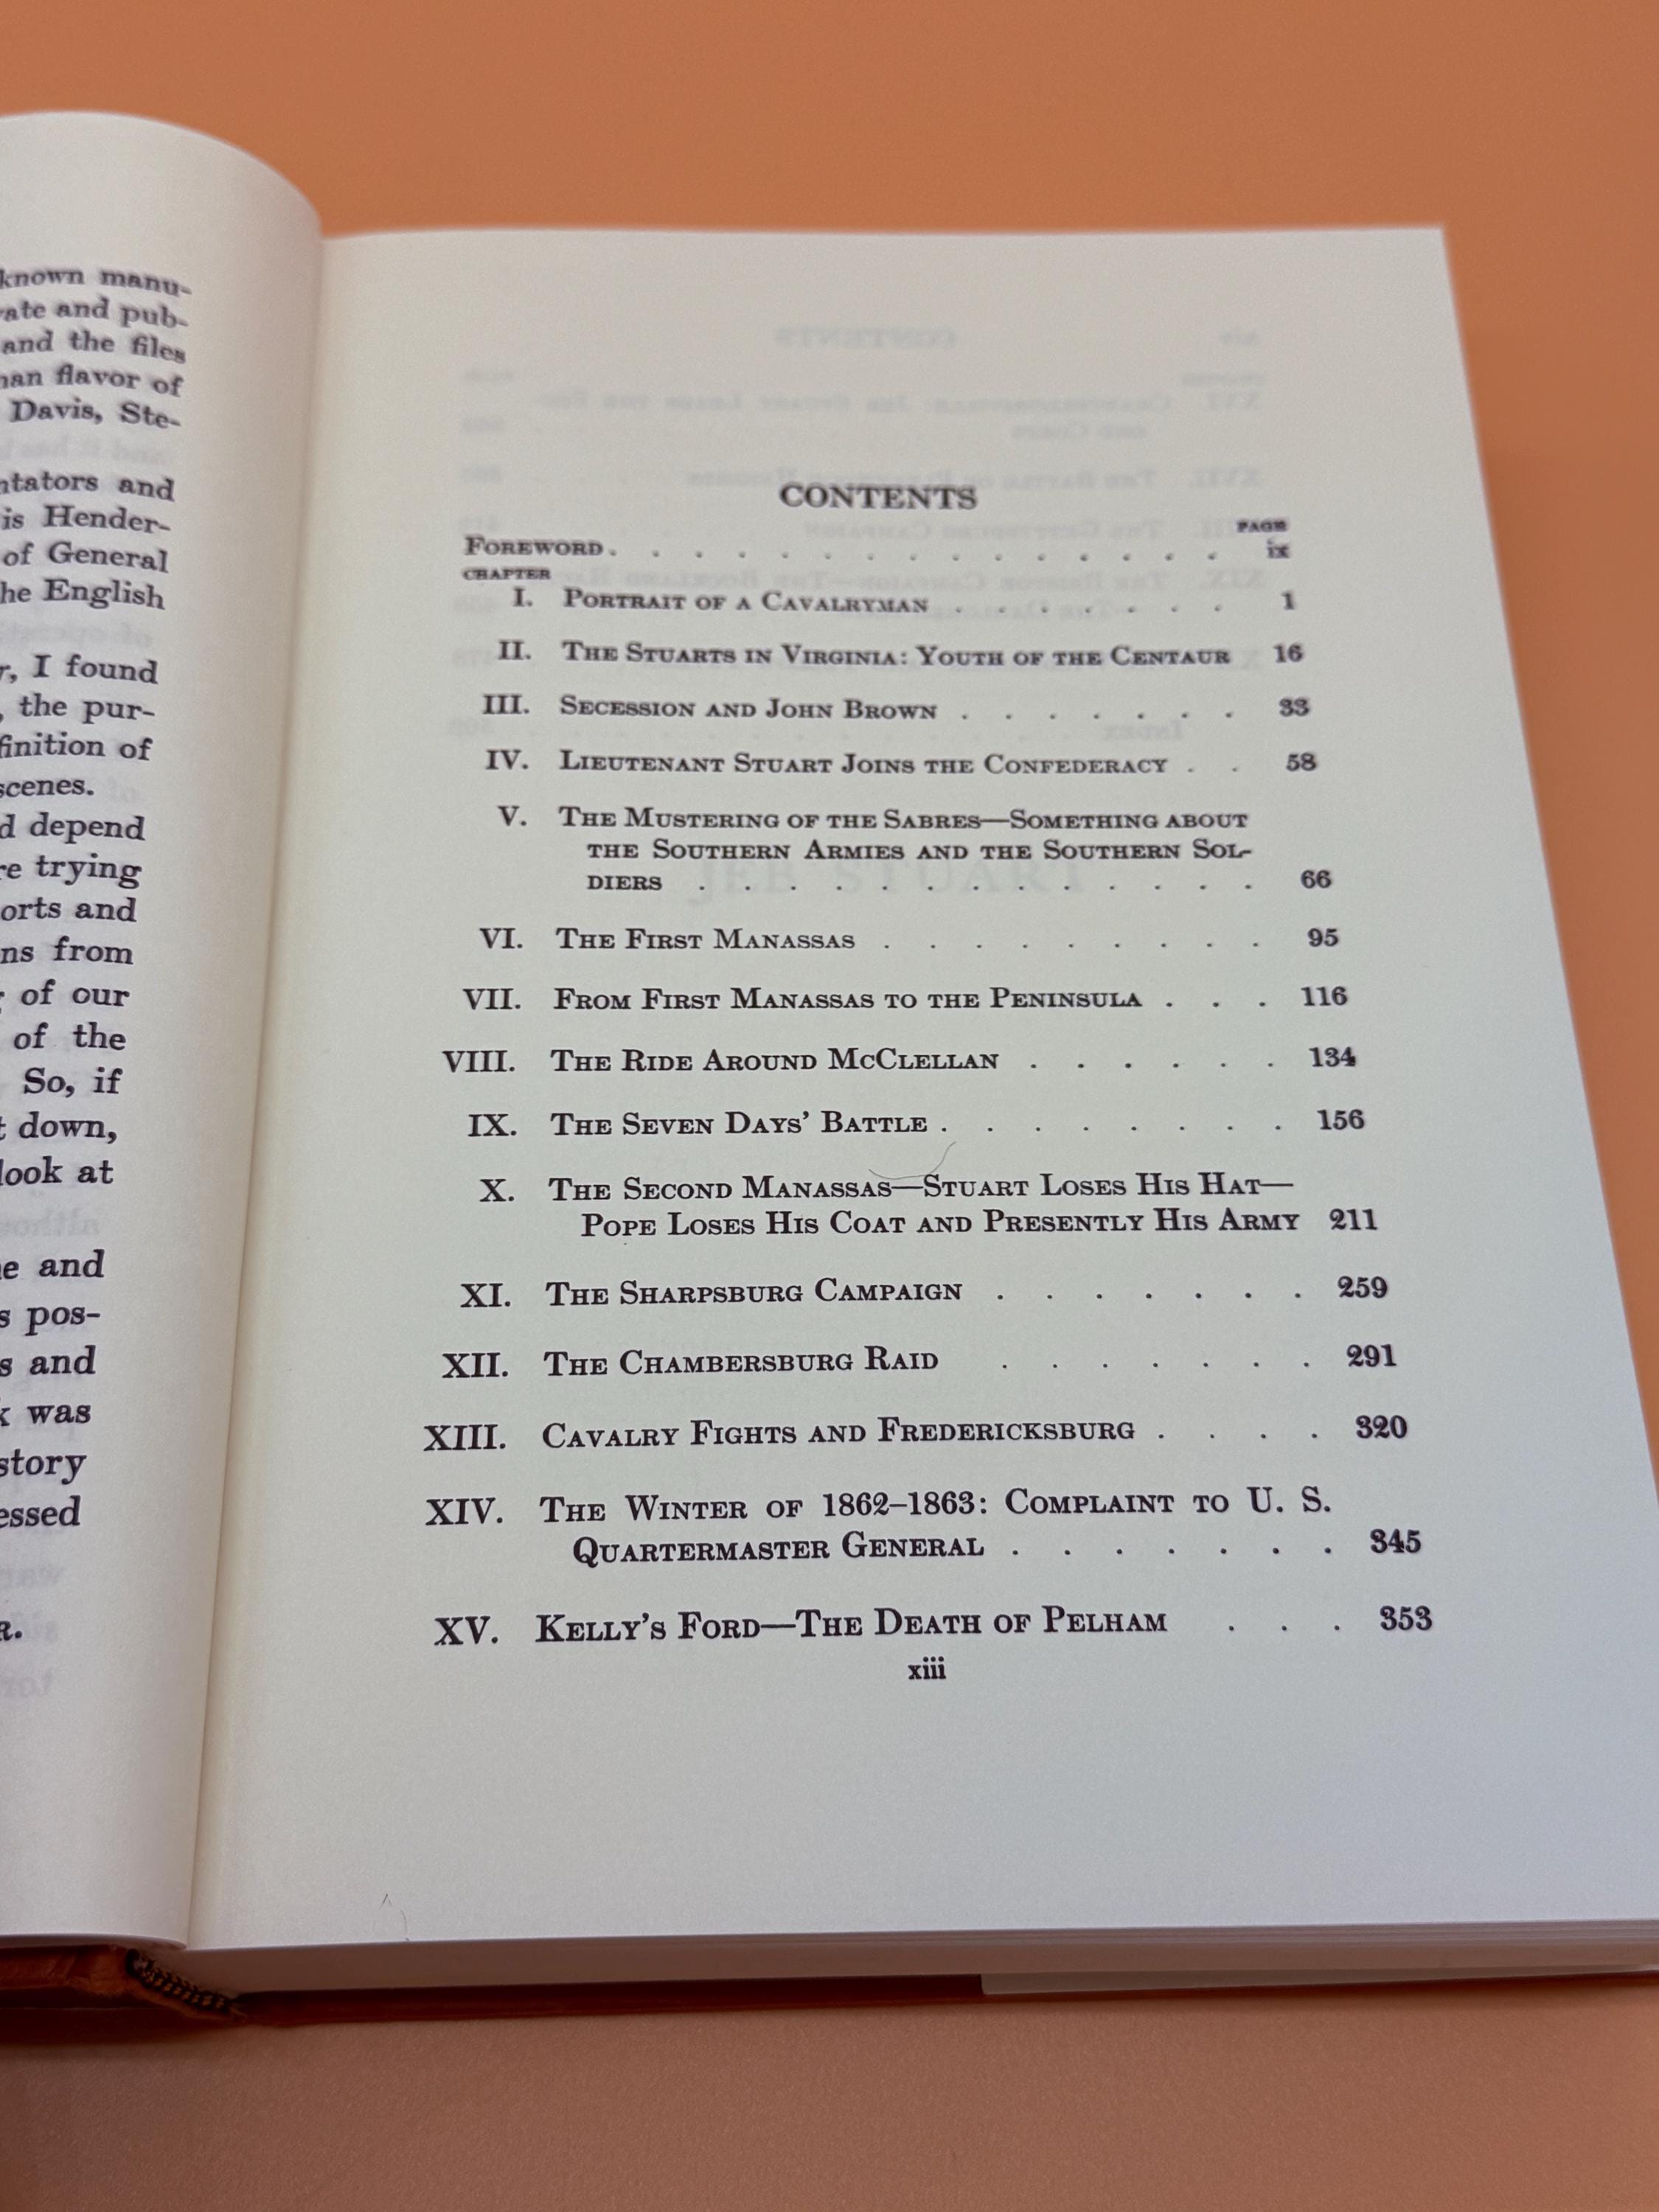 known manu-
vate and pub-
and the files
man flavor of
Davis, Ste-
ntators and
is Hender-
of General
he English
r, I found
, the pur-
finition of
scenes.
d depend
re trying
orts and
ns from
of our
of the
So, if
t down,
look at
e and
s pos-
s and
k was
story
essed
R.
CONTENTS
PAGE
FOREWORD . . . . . . . . . . . . . . . ix
CHAPTER
I. PORTRAIT OF A CAVALRYMAN . . . . . . . 1
II. THE STUARTS IN VIRGINIA: YOUTH OF THE CENTAUR 16
III. SECESSION AND JOHN BROWN . . . . . . . 33
IV. LIEUTENANT STUART JOINS THE CONFEDERACY . . 58
V. THE MUSTERING OF THE SABRES—SOMETHING ABOUT
THE SOUTHERN ARMIES AND THE SOUTHERN SOL-
DIERS . . . . . . . . . . . . . 66
VI. THE FIRST MANASSAS . . . . . . . . . 95
VII. FROM FIRST MANASSAS TO THE PENINSULA . . . 116
VIII. THE RIDE AROUND MCCLELLAN . . . . . . 134
IX. THE SEVEN DAYS' BATTLE . . . . . . . . 156
X. THE SECOND MANASSAS—STUART LOSES HIS HAT—
POPE LOSES HIS COAT AND PRESENTLY HIS ARMY 211
XI. THE SHARPSBURG CAMPAIGN . . . . . . . 259
XII. THE CHAMBERSBURG RAID . . . . . . . 291
XIII. CAVALRY FIGHTS AND FREDERICKSBURG . . . . 320
XIV. THE WINTER OF 1862–1863: COMPLAINT TO U. S.
QUARTERMASTER GENERAL . . . . . . . 345
XV. KELLY'S FORD—THE DEATH OF PELHAM . . . 353
xiii